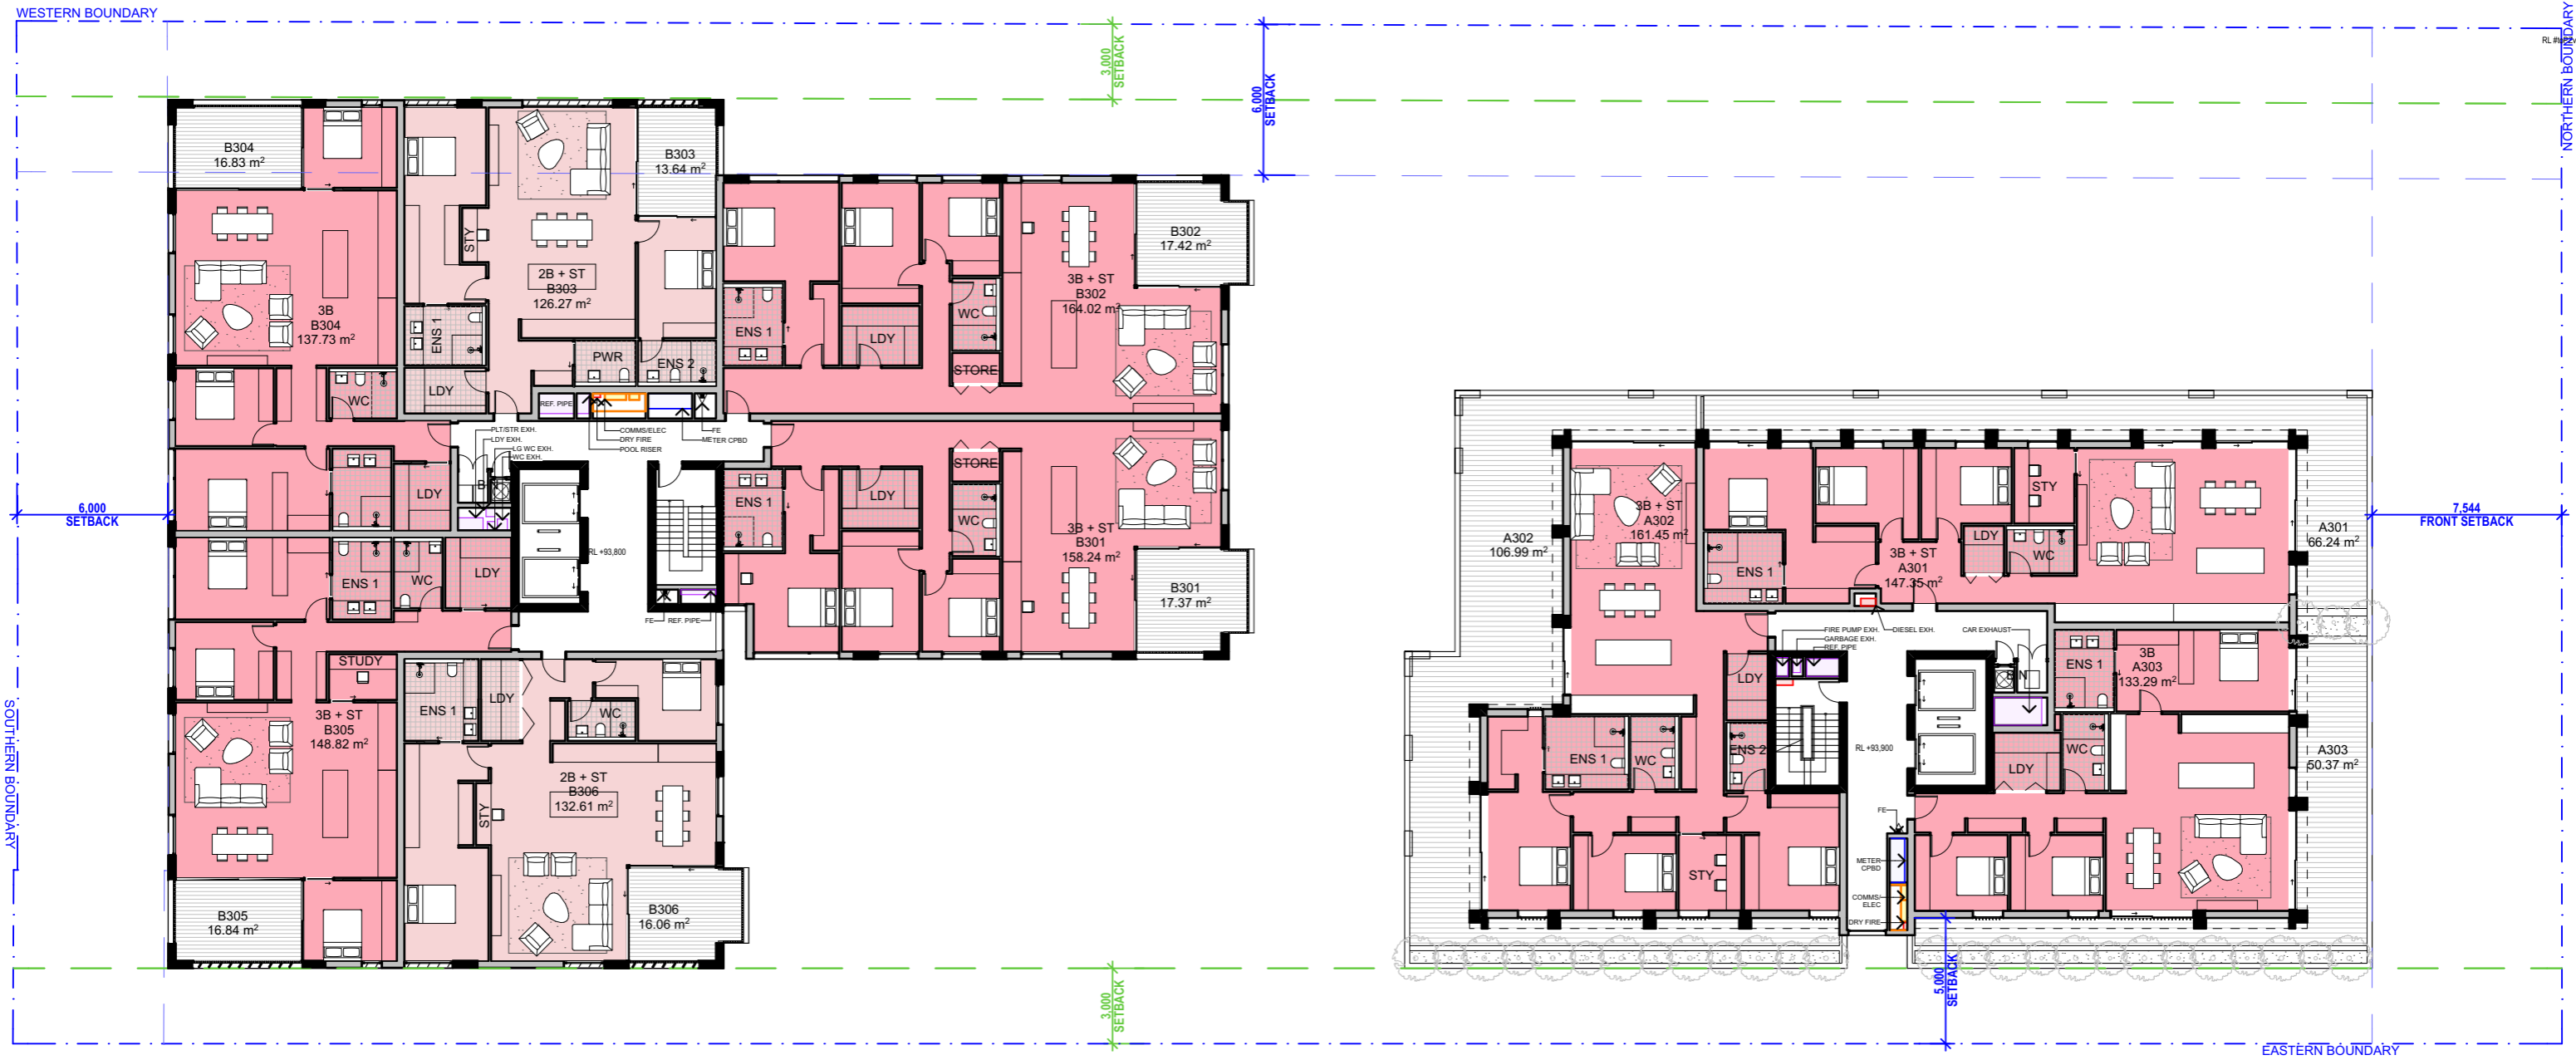 WESTERN BOUNDARY
NORTHERN BOUNDARY
3,000
SETBACK
6,000
SETBACK
B304
16.83 m²
B303
13.64 m²
B302
17.42 m²
STY
2B + ST
B303
126.27 m²
3B
B304
137.73 m²
3B + ST
B302
164.02 m²
ENS 1
ENS 1
WC
LDY
PWR
ENS 2
STORE
LDY
WC
REF. PIPE
PLT/STR EXH.
LDY EXH.
LG WC EXH.
WC EXH.
COMMS/ELEC
DRY FIRE
POOL RISER
FE
METER CPBD
BIN
LDY
STORE
ENS 1
LDY
WC
6,000
SETBACK
RL +93,800
3B + ST
B301
158.24 m²
B301
17.37 m²
ENS 1
WC
LDY
FE
REF. PIPE
STUDY
3B + ST
B305
148.82 m²
ENS 1
LDY
WC
2B + ST
B306
132.61 m²
STY
B305
16.84 m²
B306
16.06 m²
SOUTHERN BOUNDARY
3,000
SETBACK
A302
106.99 m²
3B + ST
A302
161.45 m²
ENS 1
3B + ST
A301
147.35 m²
STY
LDY
WC
A301
66.24 m²
7,544
FRONT SETBACK
FIRE PUMP EXH.
GARBAGE EXH.
REF. PIPE
DIESEL EXH.
CAR EXHAUST
BIN
ENS 1
3B
A303
133.29 m²
LDY
ENS 2
ENS 1
WC
RL +93,900
WC
LDY
A303
50.37 m²
STY
FE
METER
CPBD
COMMS/
ELEC
DRY FIRE
5,000
SETBACK
EASTERN BOUNDARY